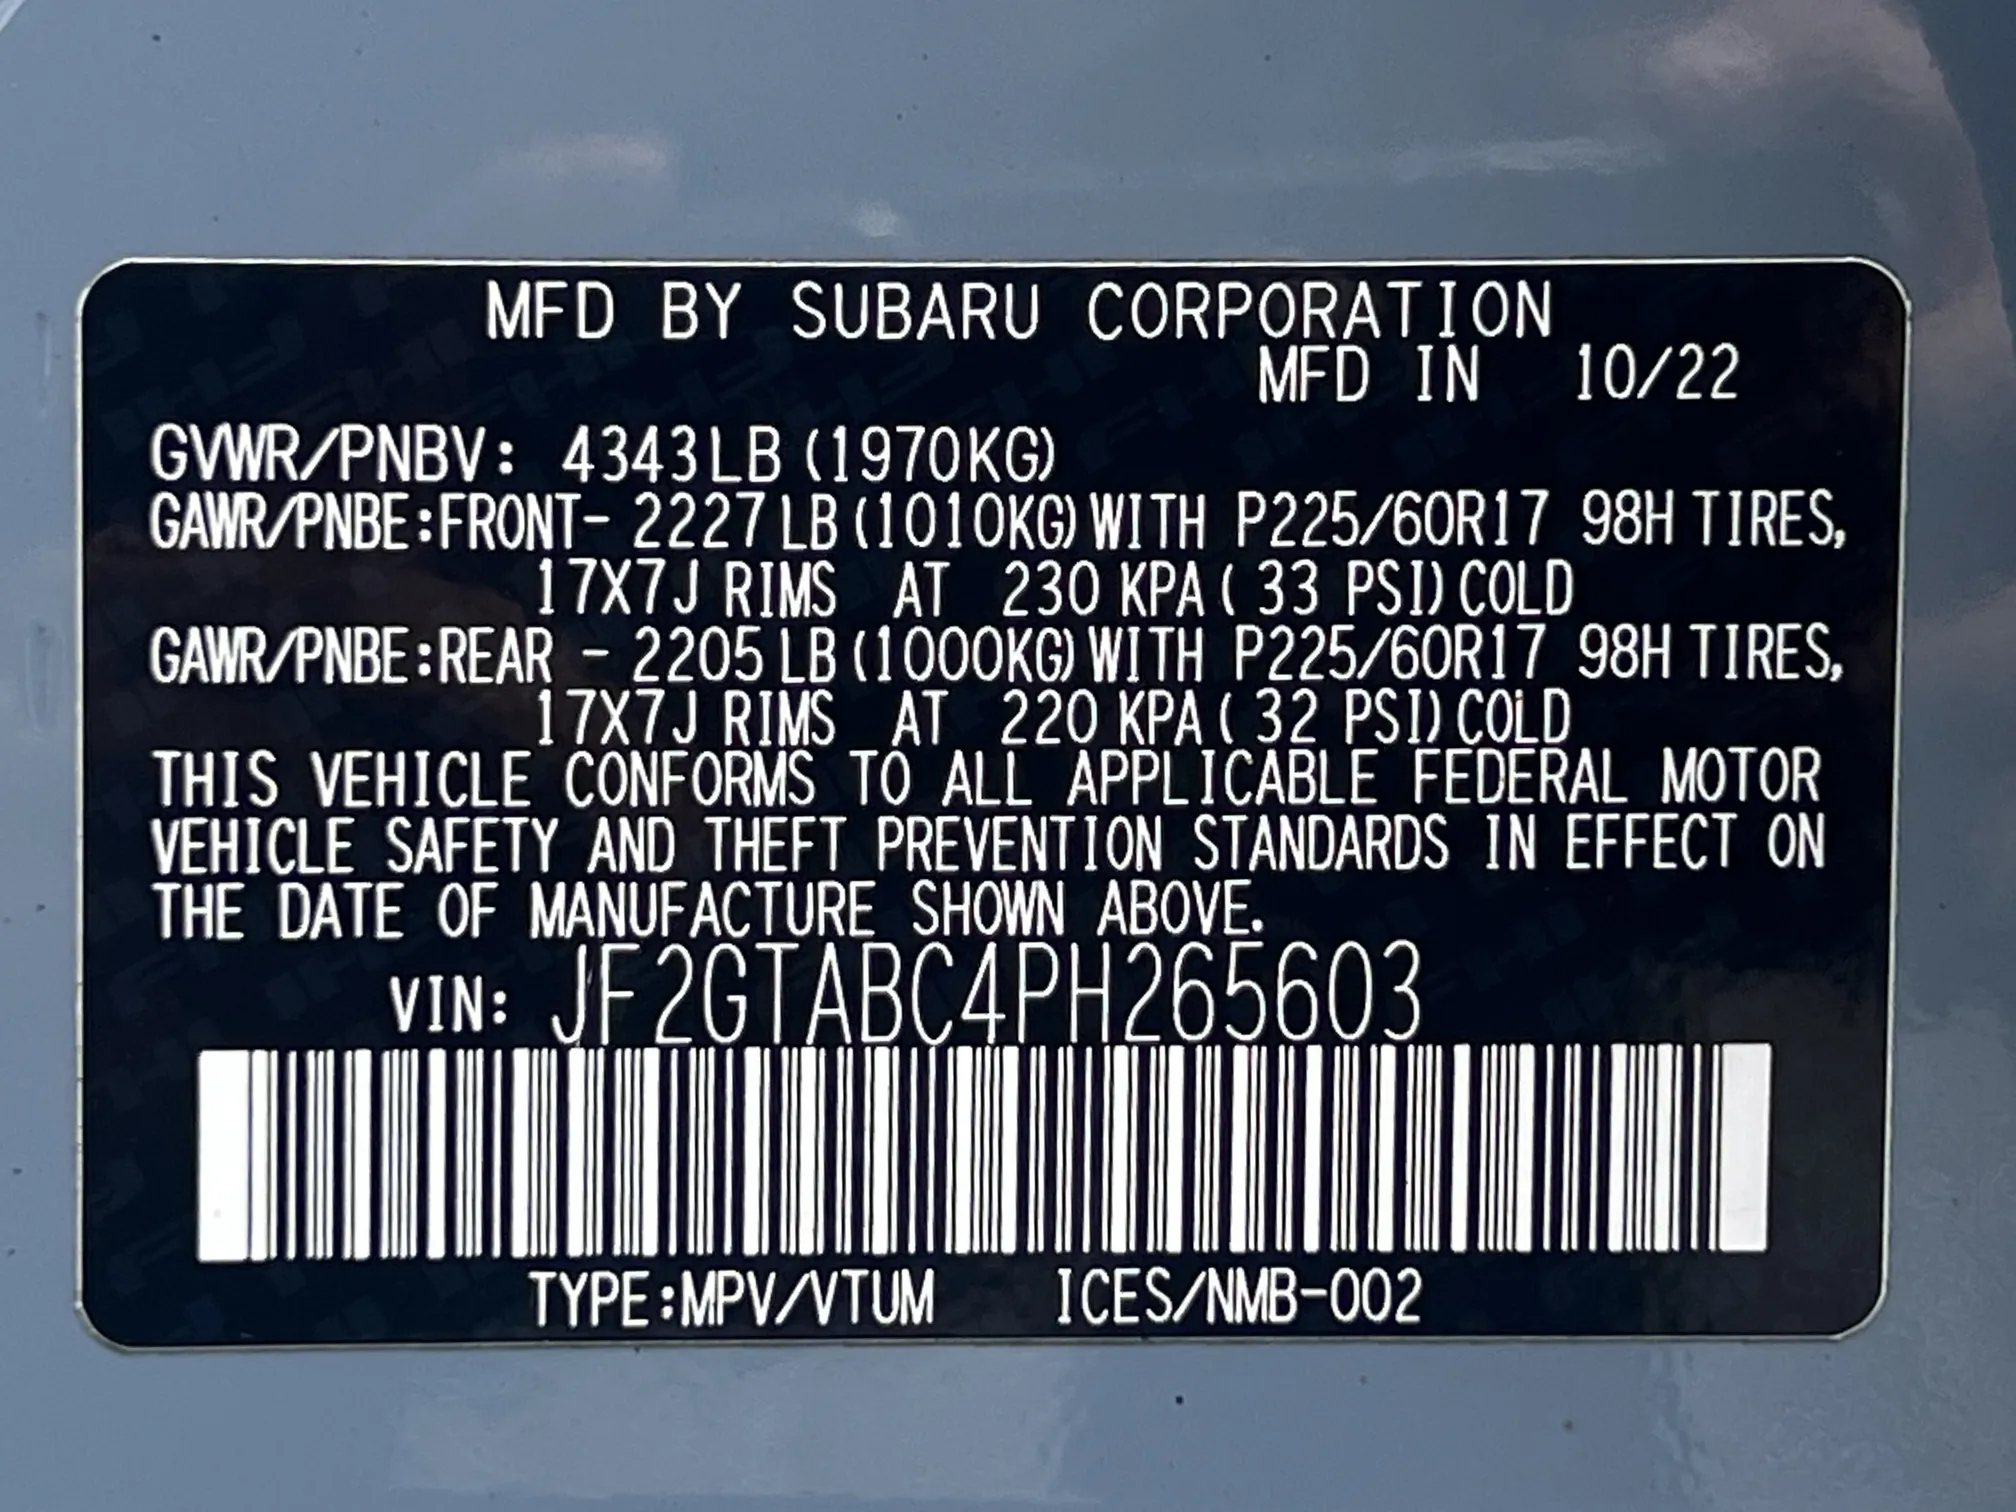 MFD BY SUBARU CORPORATION
MFD IN 10/22
GVWR/PNBV: 4343LB (1970KG)
GAWR/PNBE:FRONT- 2227LB (1010KG) WITH P225/60R17 98H TIRES,
17X7J RIMS AT 230 KPA ( 33 PSI) COLD
GAWR/PNBE:REAR - 2205LB (1000KG) WITH P225/60R17 98H TIRES,
17X7J RIMS AT 220 KPA ( 32 PSI) COLD
THIS VEHICLE CONFORMS TO ALL APPLICABLE FEDERAL MOTOR
VEHICLE SAFETY AND THEFT PREVENTION STANDARDS IN EFFECT ON
THE DATE OF MANUFACTURE SHOWN ABOVE.
VIN: JF2GTABC4PH265603
TYPE:MPV/VTUM ICES/NMB-002